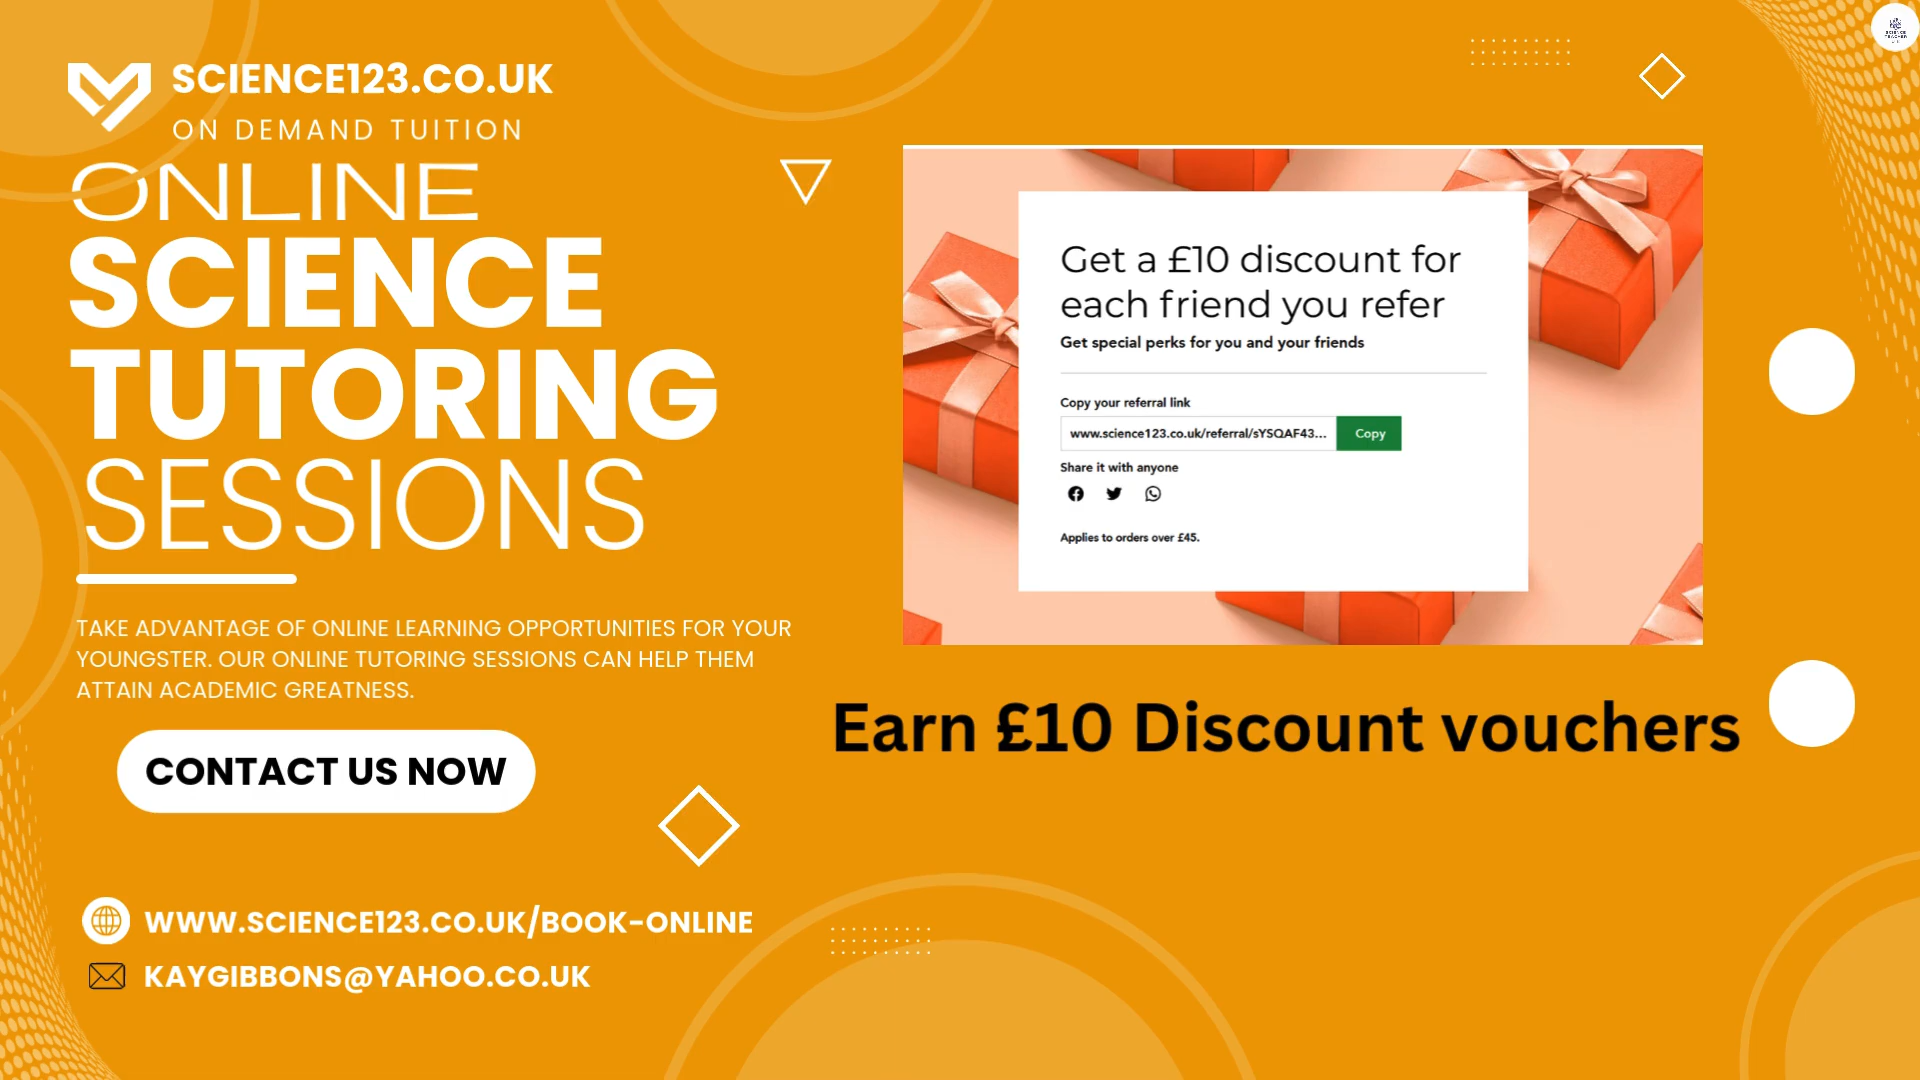 SCIENCE123.CO.UK
ON DEMAND TUITION
ONLINE
SCIENCE
TUTORING
SESSIONS
TAKE ADVANTAGE OF ONLINE LEARNING OPPORTUNITIES FOR YOUR
YOUNGSTER. OUR ONLINE TUTORING SESSIONS CAN HELP THEM
ATTAIN ACADEMIC GREATNESS.
CONTACT US NOW
WWW.SCIENCE123.CO.UK/BOOK-ONLINE
KAYGIBBONS@YAHOO.CO.UK
Get a £10 discount for
each friend you refer
Get special perks for you and your friends
Copy your referral link
www.science123.co.uk/referral/sYSQAF43...
Copy
Share it with anyone
Applies to orders over £45.
Earn £10 Discount vouchers